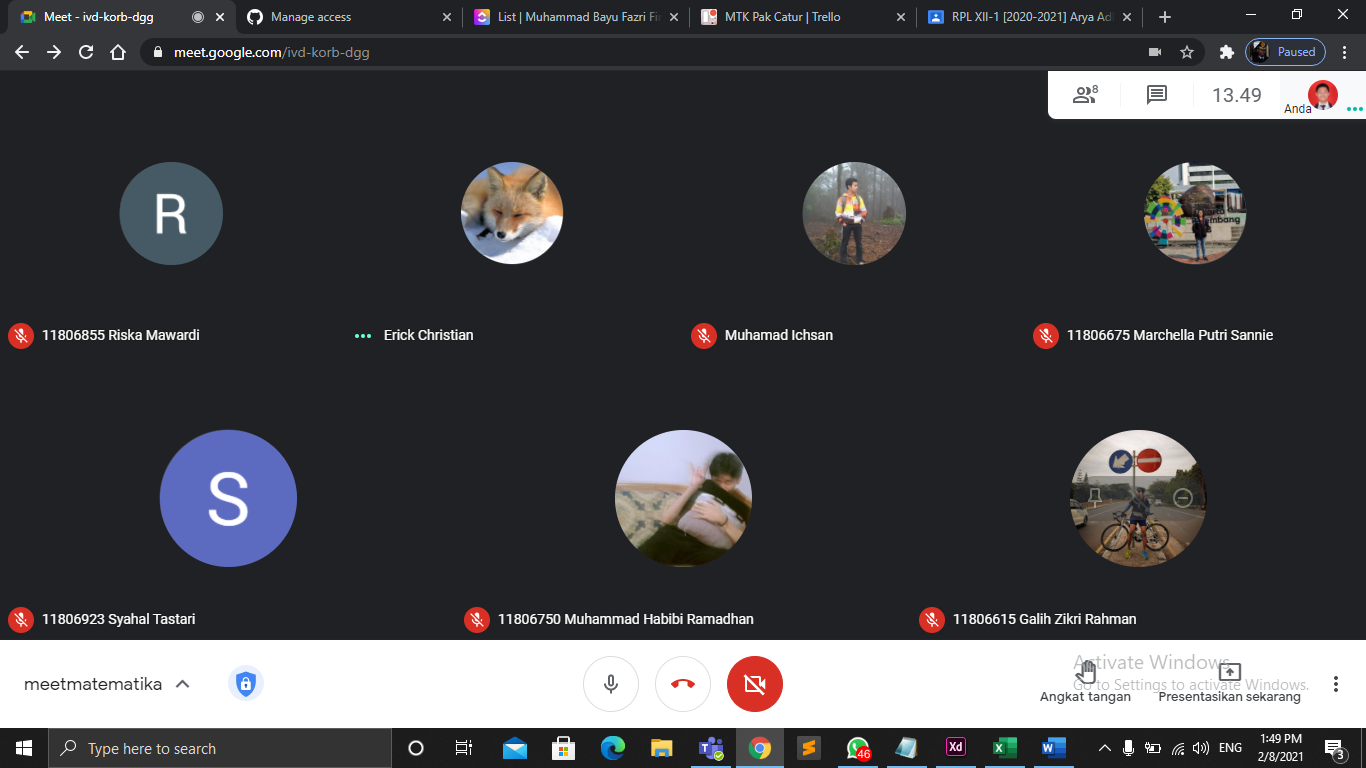 Meet - ivd-korb-dgg
Manage access
List | Muhammad Bayu Fazri Fi
MTK Pak Catur | Trello
RPL XII-1 [2020-2021] Arya Ad
meet.google.com/ivd-korb-dgg
Paused
8
13.49
Anda
R
11806855 Riska Mawardi
Erick Christian
Muhamad Ichsan
11806675 Marchella Putri Sannie
S
11806923 Syahal Tastari
11806750 Muhammad Habibi Ramadhan
11806615 Galih Zikri Rahman
meetmatematika
Activate Windows
Go to Settings to activate Windows.
Angkat tangan
Presentasikan sekarang
Type here to search
46
Xd
ENG
1:49 PM
2/8/2021
3